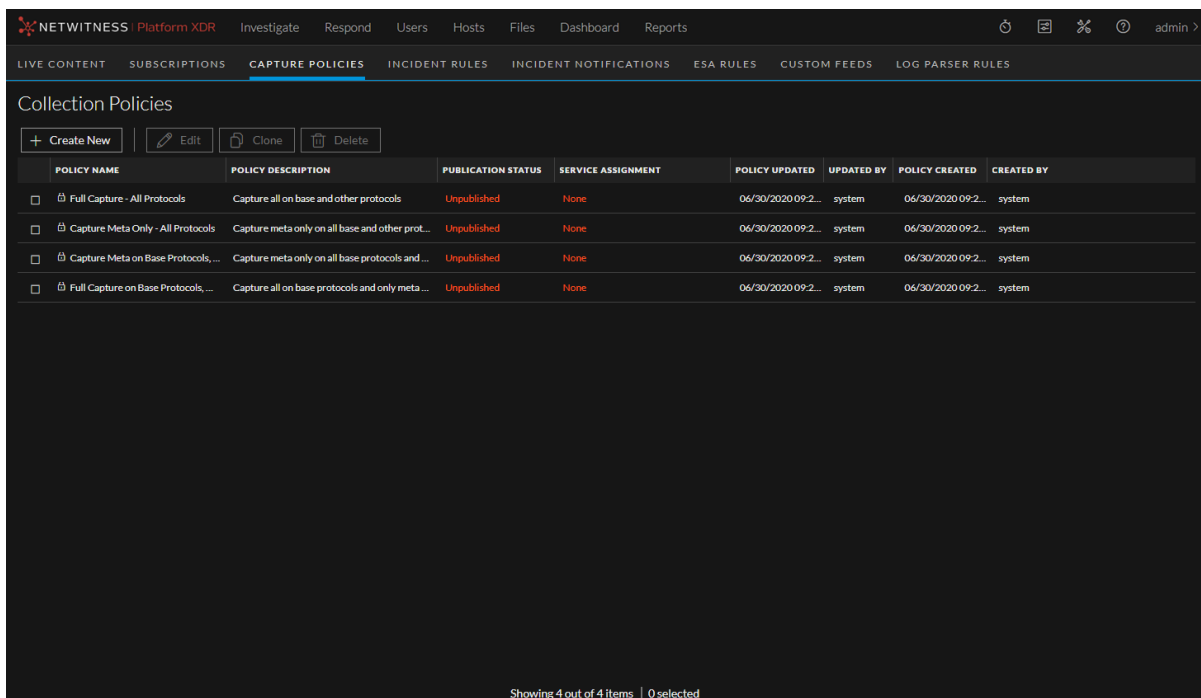 NETWITNESS Platform XDR Investigate Respond Users Hosts Files Dashboard Reports admin
LIVE CONTENT SUBSCRIPTIONS CAPTURE POLICIES INCIDENT RULES INCIDENT NOTIFICATIONS ESA RULES CUSTOM FEEDS LOG PARSER RULES
Collection Policies
Create New Edit Clone Delete
POLICY NAME POLICY DESCRIPTION PUBLICATION STATUS SERVICE ASSIGNMENT POLICY UPDATED UPDATED BY POLICY CREATED CREATED BY
Full Capture - All Protocols Capture all on base and other protocols Unpublished None 06/30/2020 09:2... system 06/30/2020 09:2... system
Capture Meta Only - All Protocols Capture meta only on all base and other prot... Unpublished None 06/30/2020 09:2... system 06/30/2020 09:2... system
Capture Meta on Base Protocols, ... Capture meta only on all base protocols and ... Unpublished None 06/30/2020 09:2... system 06/30/2020 09:2... system
Full Capture on Base Protocols, ... Capture all on base protocols and only meta ... Unpublished None 06/30/2020 09:2... system 06/30/2020 09:2... system
Showing 4 out of 4 items | 0 selected